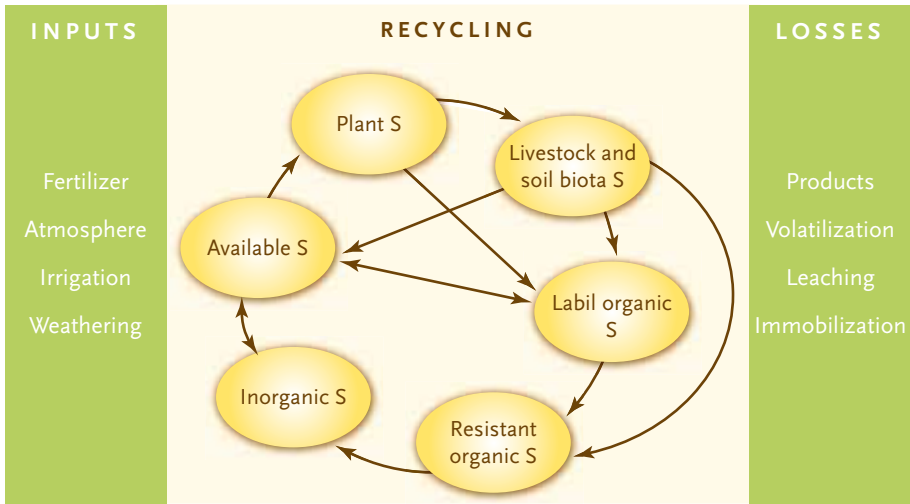 INPUTS
Fertilizer
Atmosphere
Irrigation
Weathering
RECYCLING
Plant S
Livestock and
soil biota S
Available S
Labil organic
S
Inorganic S
Resistant
organic S
LOSSES
Products
Volatilization
Leaching
Immobilization